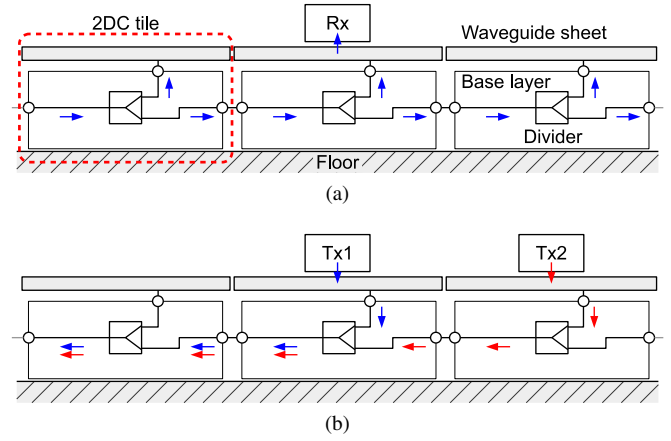 2DC tile
Rx
Waveguide sheet
Base layer
Divider
Floor
(a)
Tx1
Tx2
(b)